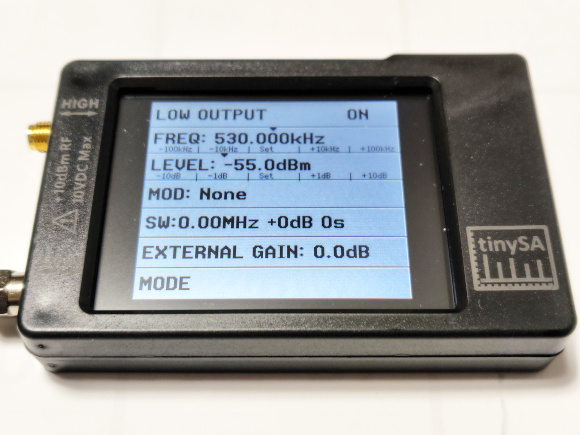 HIGH
+10dBm RF
10VDC Max
LOW OUTPUT ON
FREQ: 530.000kHz
-100kHz | -10kHz | Set | +10kHz | +100kHz
LEVEL: -55.0dBm
-10dB | -1dB | Set | +1dB | +10dB
MOD: None
SW:0.00MHz +0dB 0s
EXTERNAL GAIN: 0.0dB
MODE
tinySA